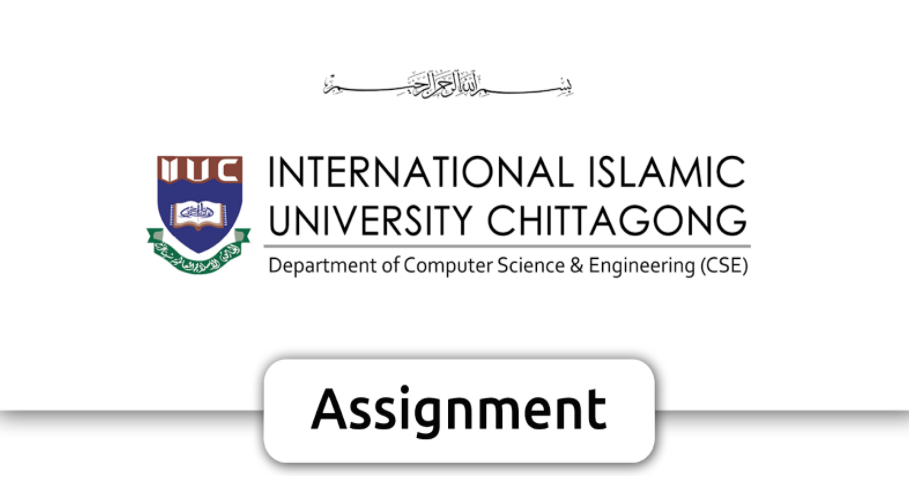 بسم الله الرحمن الرحيم
IIUC
INTERNATIONAL ISLAMIC
UNIVERSITY CHITTAGONG
Department of Computer Science & Engineering (CSE)
Assignment